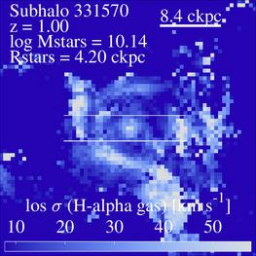 Subhalo 331570
8.4 ckpc
z = 1.00
log Mstars = 10.14
Rstars = 4.20 ckpc
los σ (H-alpha gas) [km s⁻¹]
10 20 30 40 50